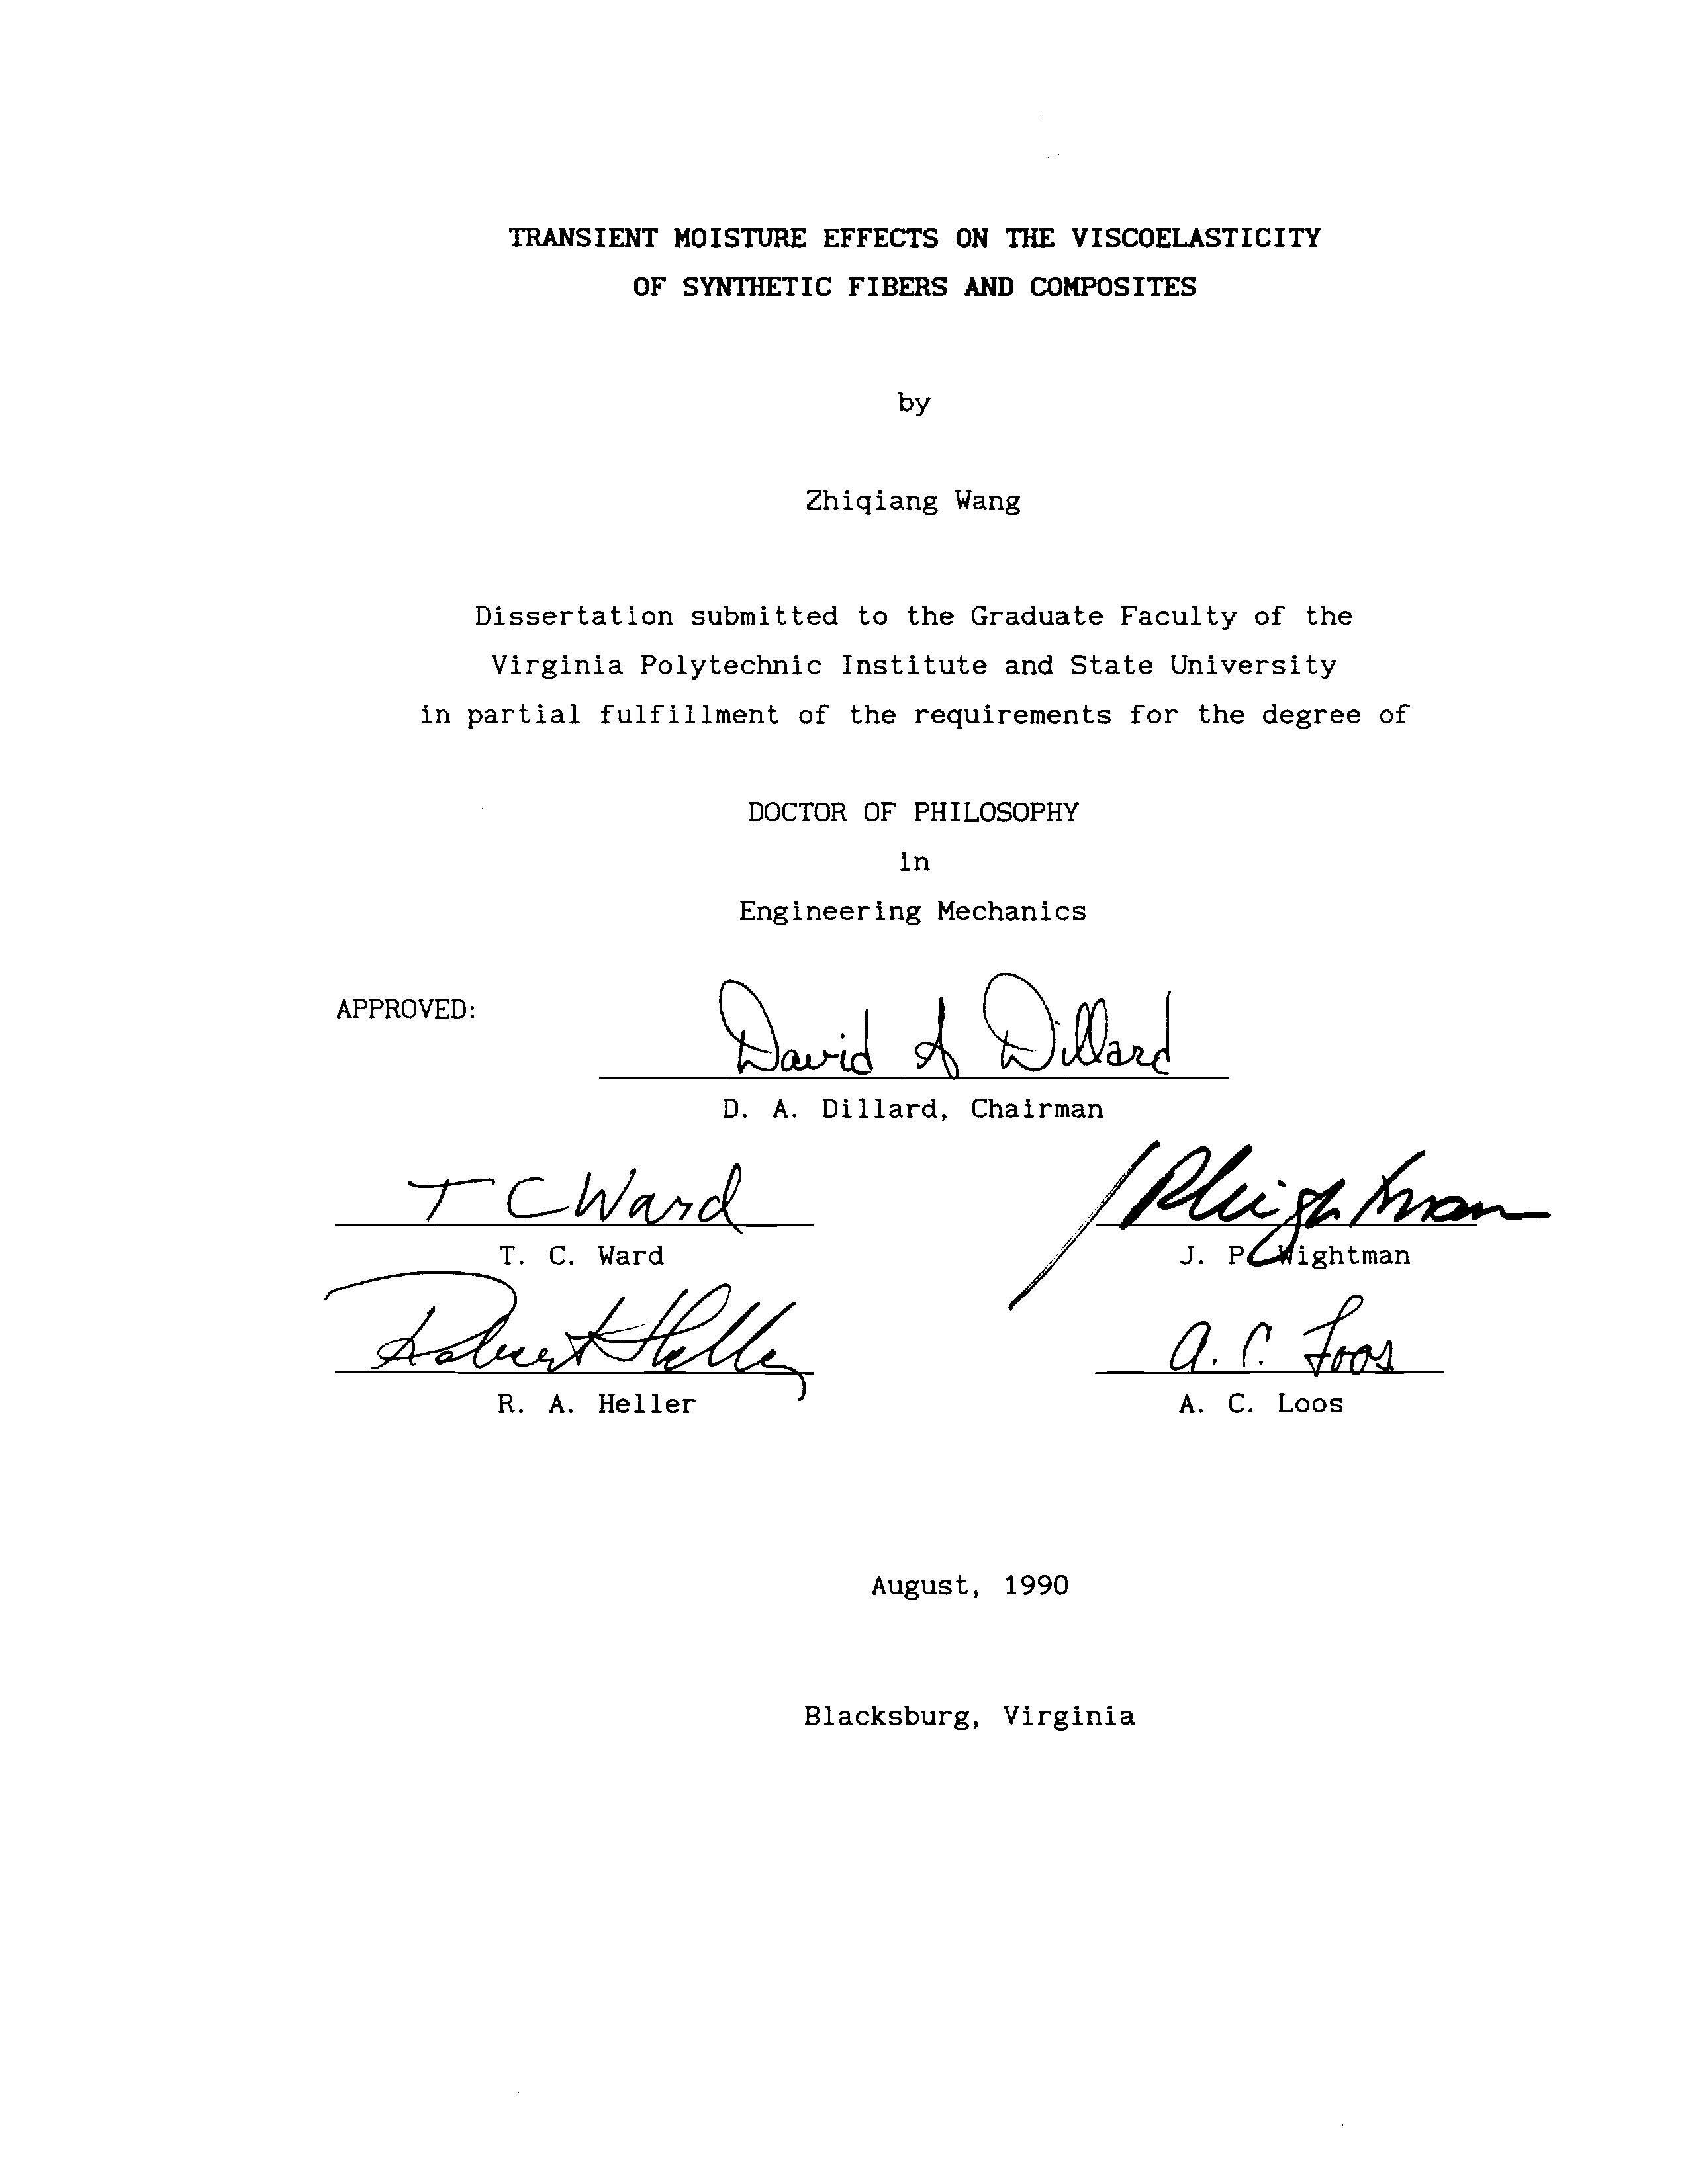 TRANSIENT MOISTURE EFFECTS ON THE VISCOELASTICITY
OF SYNTHETIC FIBERS AND COMPOSITES
by
Zhiqiang Wang
Dissertation submitted to the Graduate Faculty of the
Virginia Polytechnic Institute and State University
in partial fulfillment of the requirements for the degree of
DOCTOR OF PHILOSOPHY
in
Engineering Mechanics
APPROVED:
David A Dillard
D. A. Dillard, Chairman
T C Ward
T. C. Ward J. P. Wightman
Robert Heller A. C. Loos
R. A. Heller A. C. Loos
August, 1990
Blacksburg, Virginia